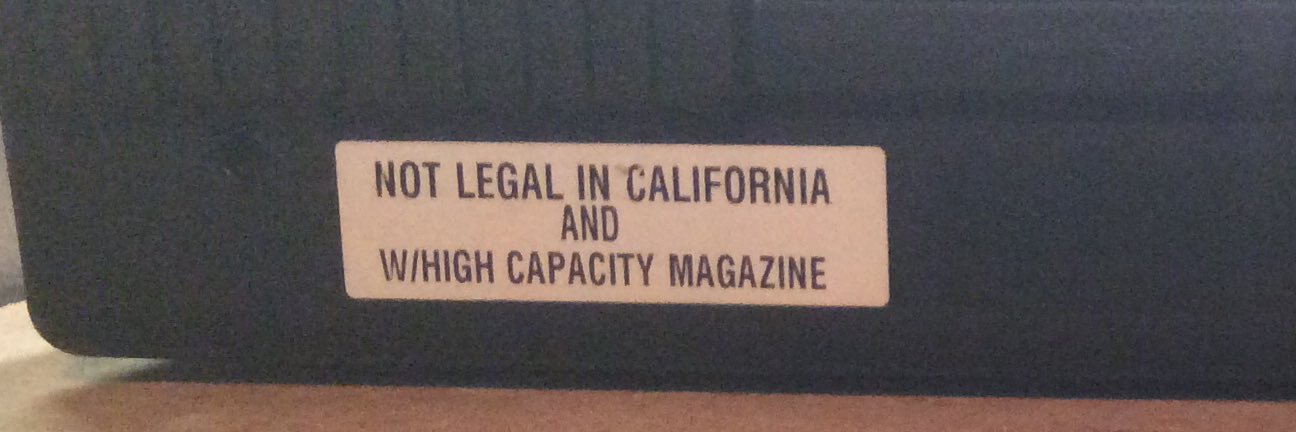 NOT LEGAL IN CALIFORNIA
AND
W/HIGH CAPACITY MAGAZINE